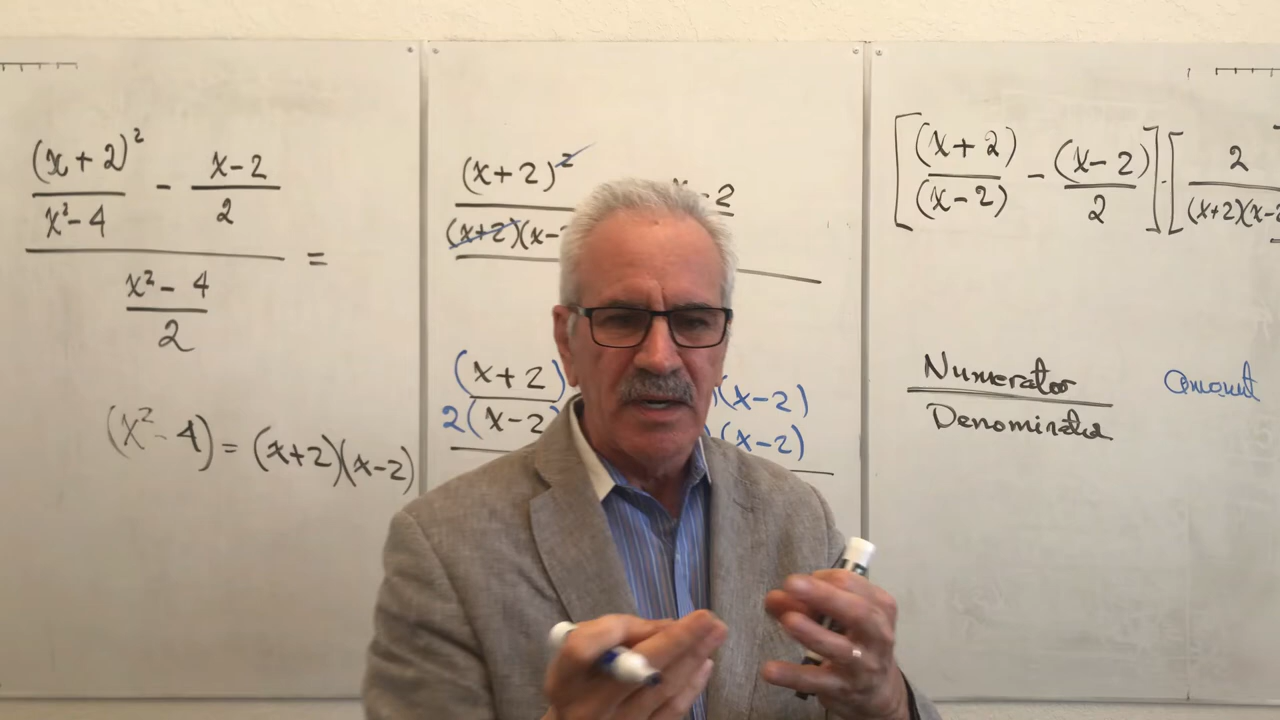 (x+2)² / x²-4 - x-2 / 2
=
x²-4 / 2
(x²-4) = (x+2)(x-2)
(x+2)²
(x+2)(x-
-2
(x+2)
2(x-2
(x-2)
(x-2)
[(x+2) / (x-2) - (x-2) / 2] · [2 / (x+2)(x-2
Numerator
Denominator
amount